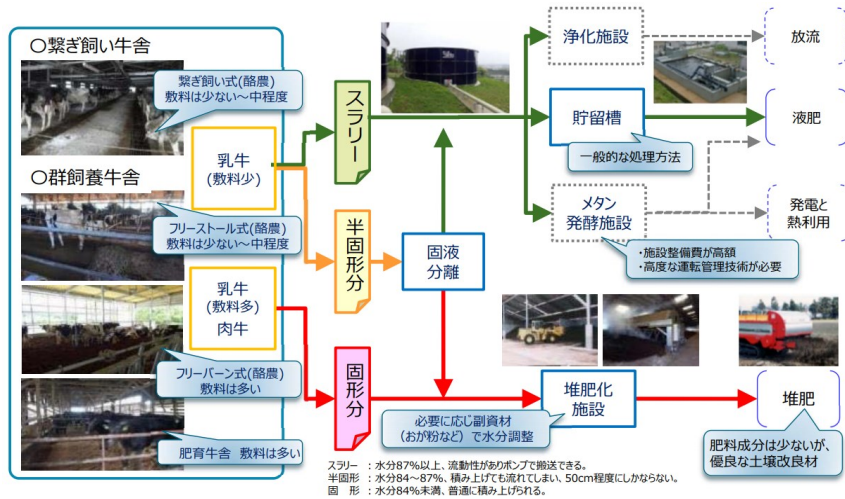 〇繋ぎ飼い牛舎
繋ぎ飼い式(酪農)
敷料は少ない～中程度
乳牛
(敷料少)
〇群飼養牛舎
フリーストール式(酪農)
敷料は少ない～中程度
乳牛
(敷料多)
肉牛
フリーバーン式(酪農)
敷料は多い
肥育牛舎 敷料は多い
スラリー
半固形分
固形分
固液
分離
浄化施設
放流
貯留槽
液肥
一般的な処理方法
メタン
発酵施設
発電と
熱利用
・施設整備費が高額
・高度な運転管理技術が必要
堆肥化
施設
堆肥
必要に応じ副資材
(おが粉など）で水分調整
肥料成分は少ないが、
優良な土壌改良材
スラリー ：水分87%以上、流動性がありポンプで搬送できる。
半固形 ：水分84～87%、積み上げても流れてしまい、50cm程度にしかならない。
固　形 ：水分84%未満、普通に積み上げられる。